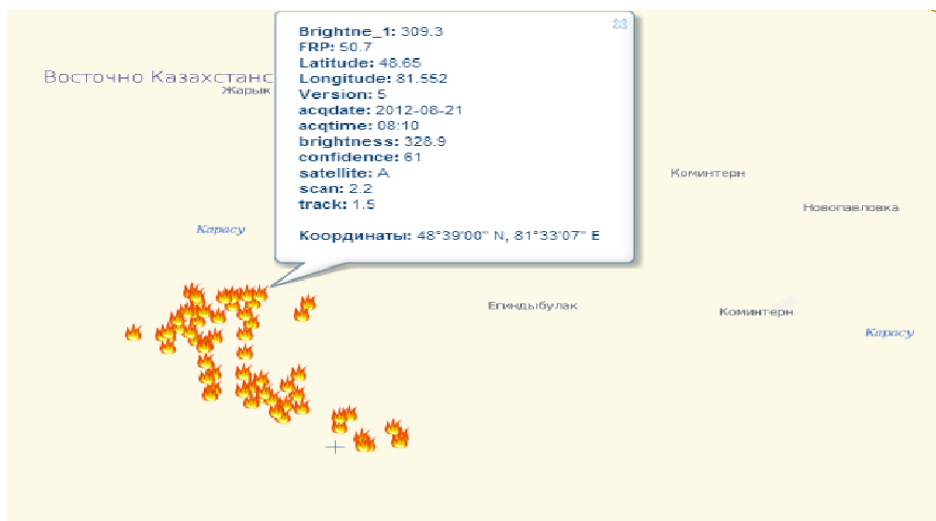 Brightne_1: 309.3
FRP: 50.7
Latitude: 48.65
Longitude: 81.552
Version: 5
acqdate: 2012-08-21
acqtime: 08:10
brightness: 328.9
confidence: 61
satellite: A
scan: 2.2
track: 1.5
Координаты: 48°39'00" N, 81°33'07" E
Восточно Казахстанс
Жарык
Коминтерн
Новопавловка
Карасу
Егиндыбулак
Коминтерн
Карасу